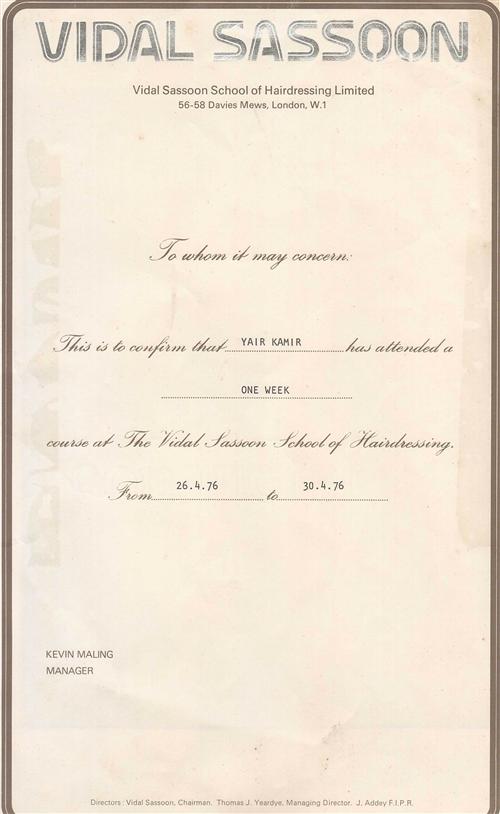 VIDAL SASSOON
Vidal Sassoon School of Hairdressing Limited
56-58 Davies Mews, London, W.1
To whom it may concern:
This is to confirm that YAIR KAMIR has attended a
ONE WEEK
course at The Vidal Sassoon School of Hairdressing.
From 26.4.76 to 30.4.76
KEVIN MALING
MANAGER
Directors: Vidal Sassoon, Chairman. Thomas J. Yeardye, Managing Director. J. Addey F.I.P.R.